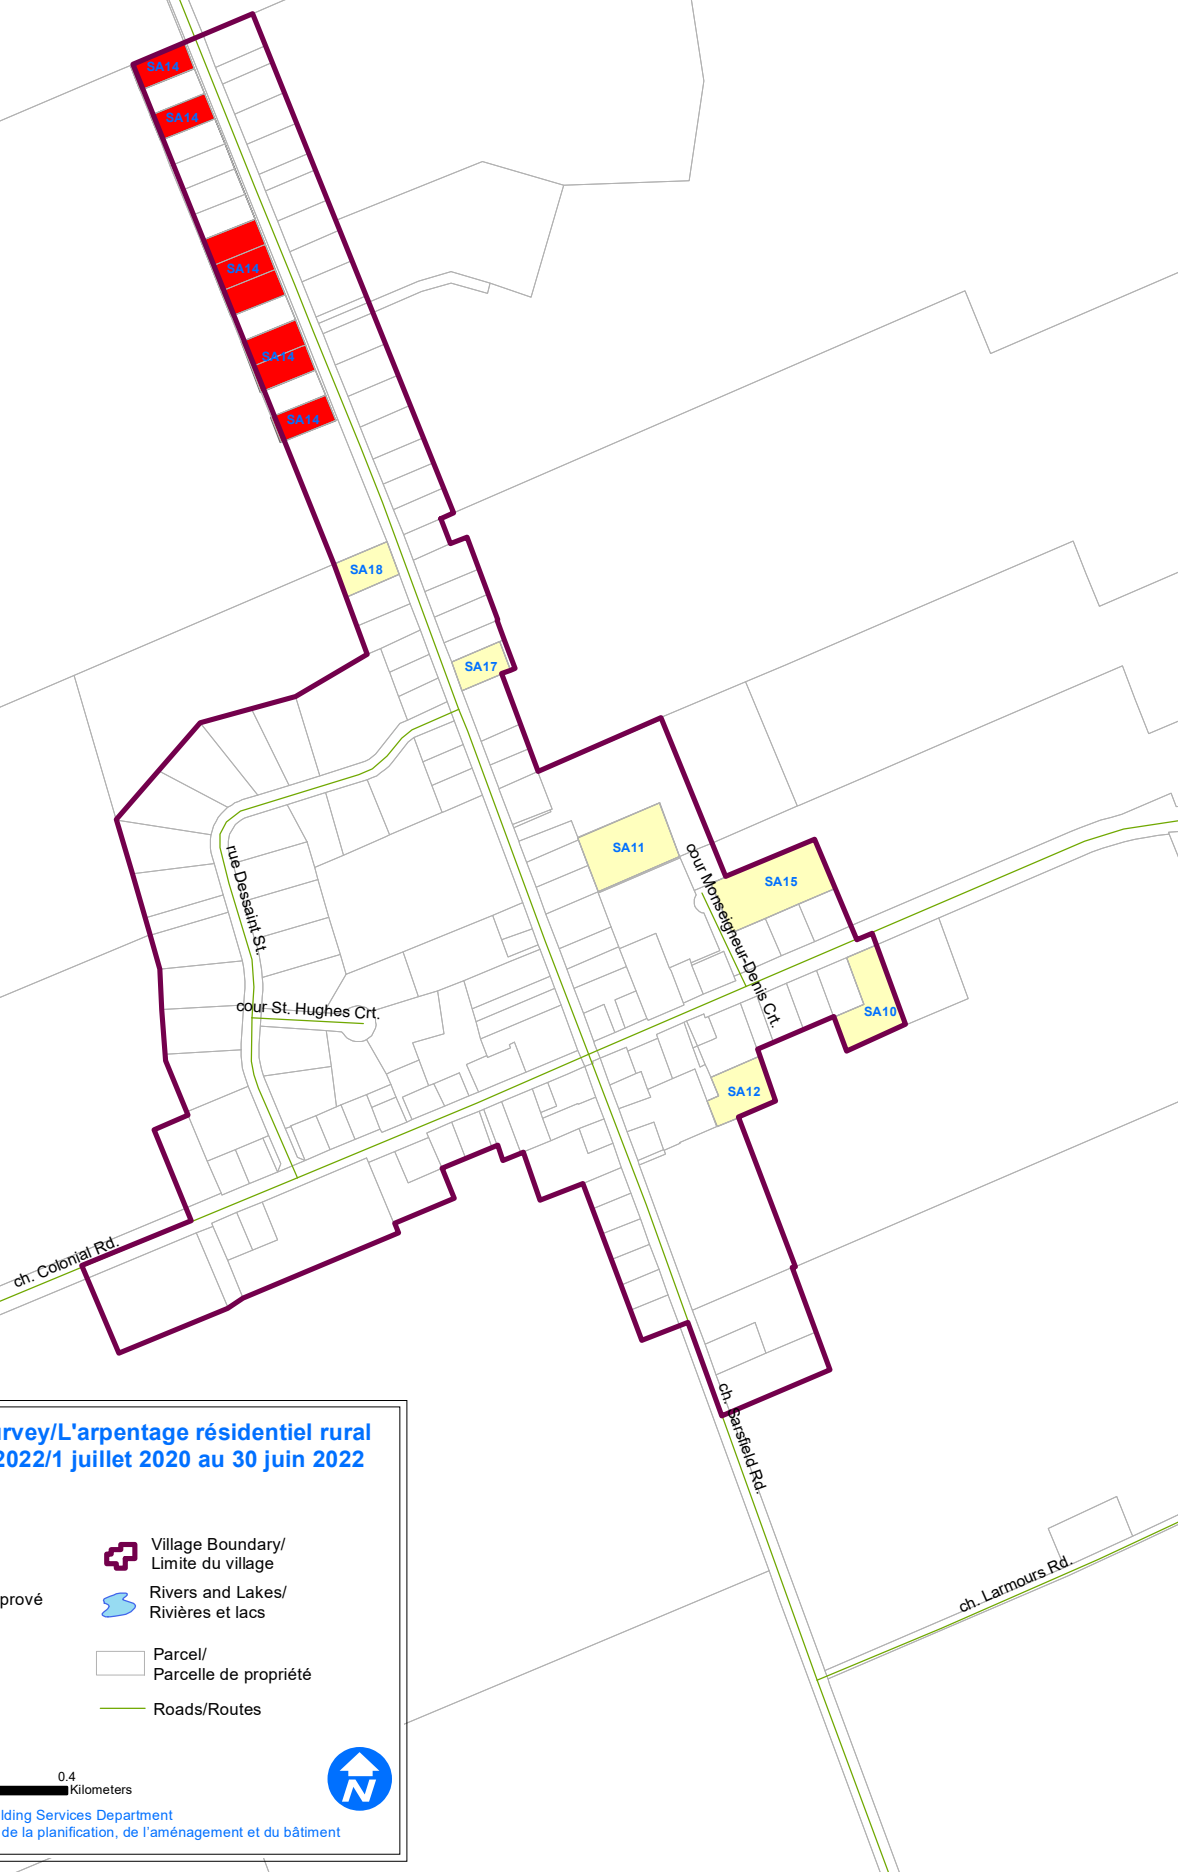 SA14
SA14
SA14
SA14
SA14
SA18
SA17
SA11
SA15
SA10
SA12
cour Monseigneur-Denis Crt.
rue Dessaint St.
cour St. Hughes Crt.
ch. Colonial Rd.
ch. Sarsfield Rd.
ch. Larmours Rd.
rvey/L'arpentage résidentiel rural
2022/1 juillet 2020 au 30 juin 2022
Village Boundary/
Limite du village
prové
Rivers and Lakes/
Rivières et lacs
Parcel/
Parcelle de propriété
Roads/Routes
N
0.4
Kilometers
lding Services Department
de la planification, de l'aménagement et du bâtiment